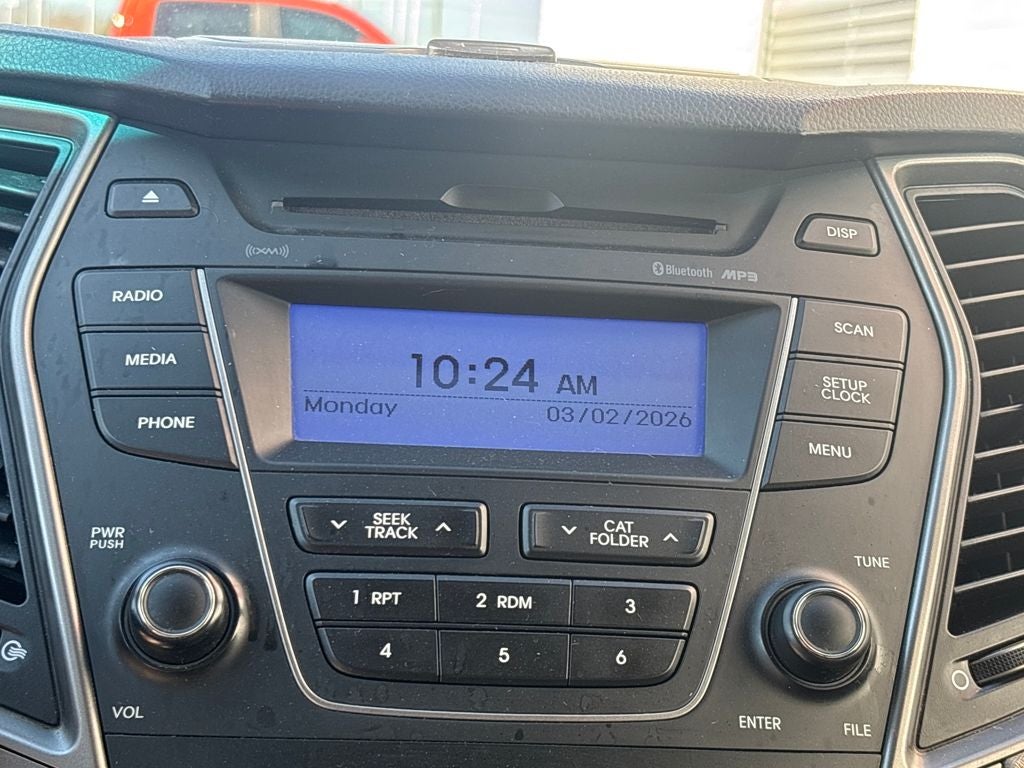 DISP
((XM))
Bluetooth MP3
RADIO
MEDIA
PHONE
10:24 AM
Monday 03/02/2026
SCAN
SETUP
CLOCK
MENU
SEEK
TRACK
CAT
FOLDER
PWR
PUSH
TUNE
1 RPT
2 RDM
3
4
5
6
VOL
ENTER
FILE